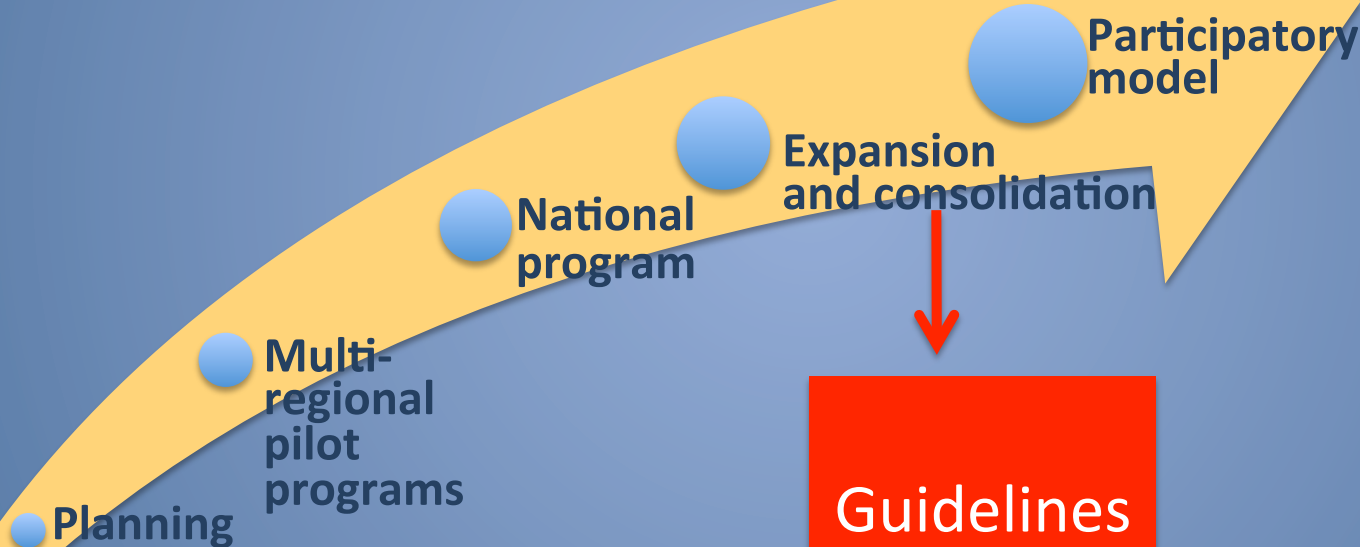 Participatory
model
Expansion
and consolidation
National
program
Multi-
regional
pilot
programs
Planning
Guidelines